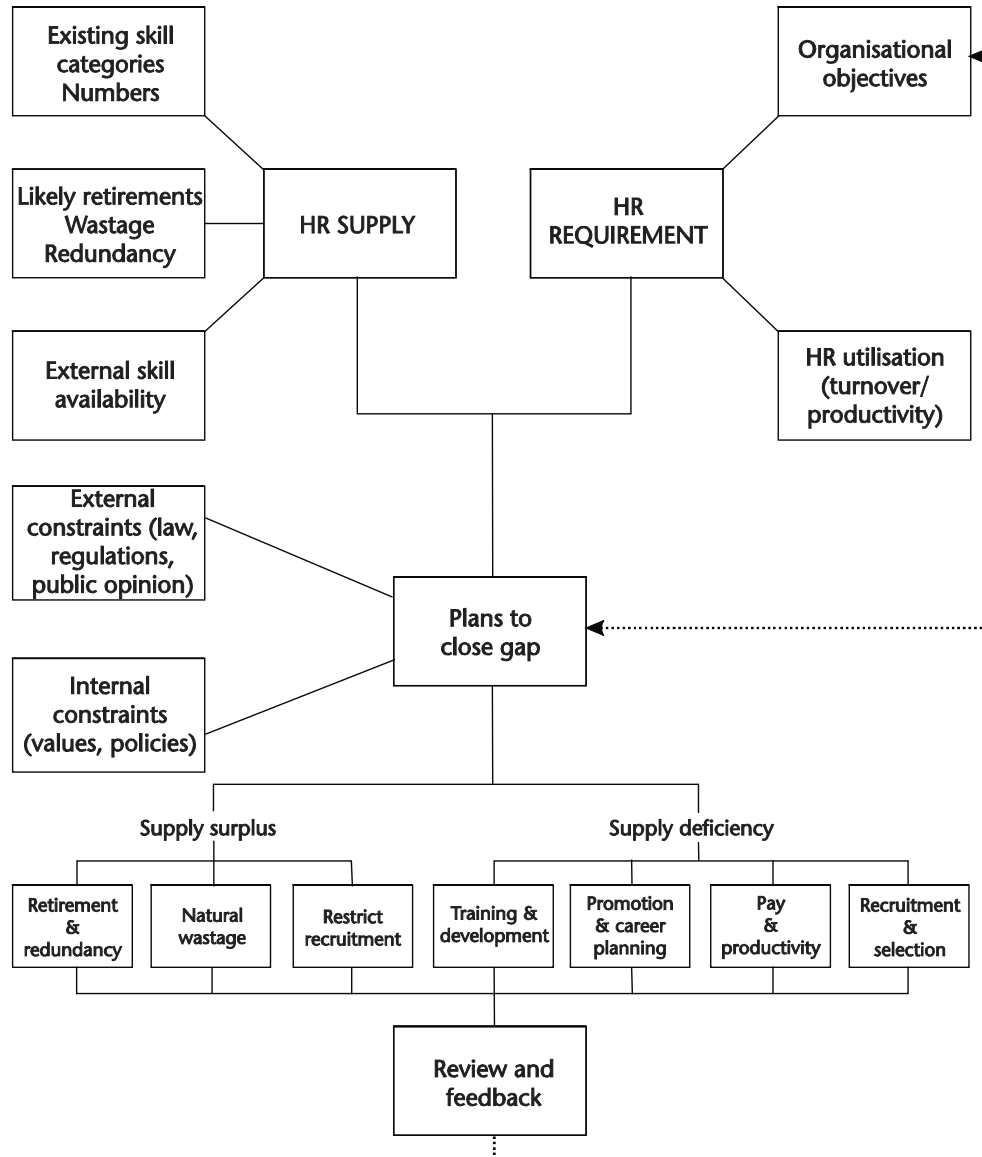 Existing skill
categories
Numbers
Organisational
objectives
Likely retirements
Wastage
Redundancy
HR SUPPLY
HR
REQUIREMENT
External skill
availability
HR utilisation
(turnover/
productivity)
External
constraints (law,
regulations,
public opinion)
Plans to
close gap
Internal
constraints
(values, policies)
Supply surplus
Supply deficiency
Retirement
&
redundancy
Natural
wastage
Restrict
recruitment
Training &
development
Promotion
& career
planning
Pay
&
productivity
Recruitment
&
selection
Review and
feedback